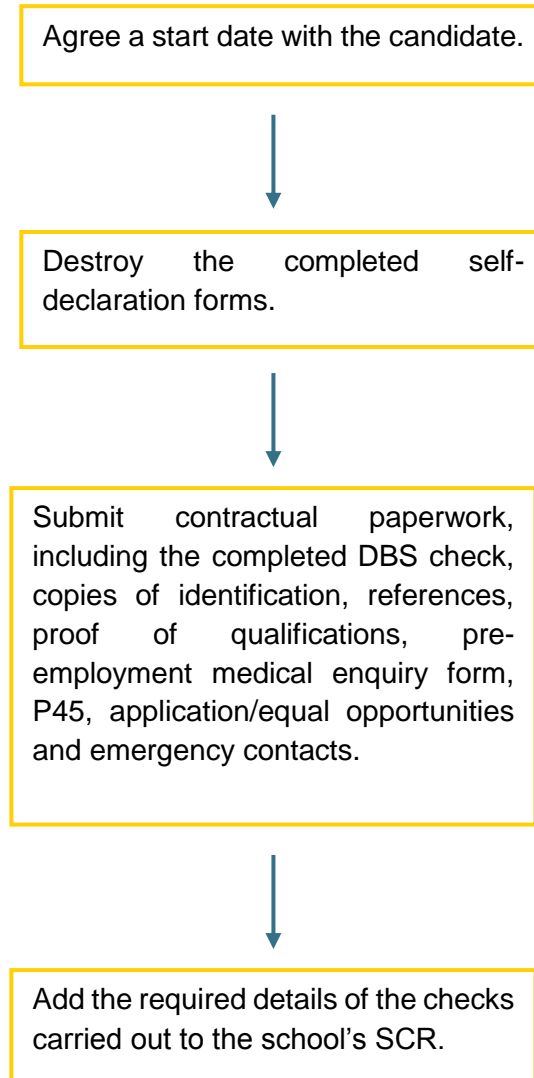 Agree a start date with the candidate.
Destroy the completed self-
declaration forms.
Submit contractual paperwork,
including the completed DBS check,
copies of identification, references,
proof of qualifications, pre-
employment medical enquiry form,
P45, application/equal opportunities
and emergency contacts.
Add the required details of the checks
carried out to the school’s SCR.